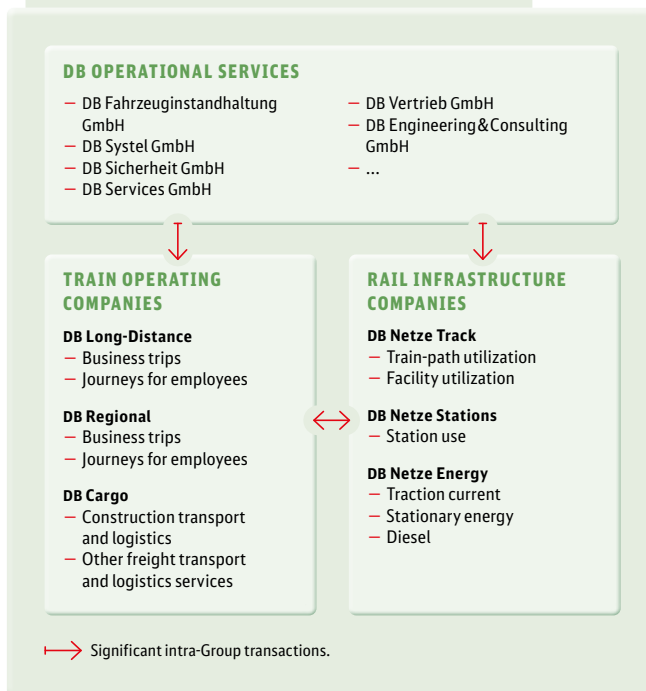 DB OPERATIONAL SERVICES
— DB Fahrzeuginstandhaltung
GmbH
— DB Systel GmbH
— DB Sicherheit GmbH
— DB Services GmbH
— DB Vertrieb GmbH
— DB Engineering & Consulting
GmbH
— ...
TRAIN OPERATING
COMPANIES
DB Long-Distance
— Business trips
— Journeys for employees
DB Regional
— Business trips
— Journeys for employees
DB Cargo
— Construction transport
and logistics
— Other freight transport
and logistics services
RAIL INFRASTRUCTURE
COMPANIES
DB Netze Track
— Train-path utilization
— Facility utilization
DB Netze Stations
— Station use
DB Netze Energy
— Traction current
— Stationary energy
— Diesel
Significant intra-Group transactions.